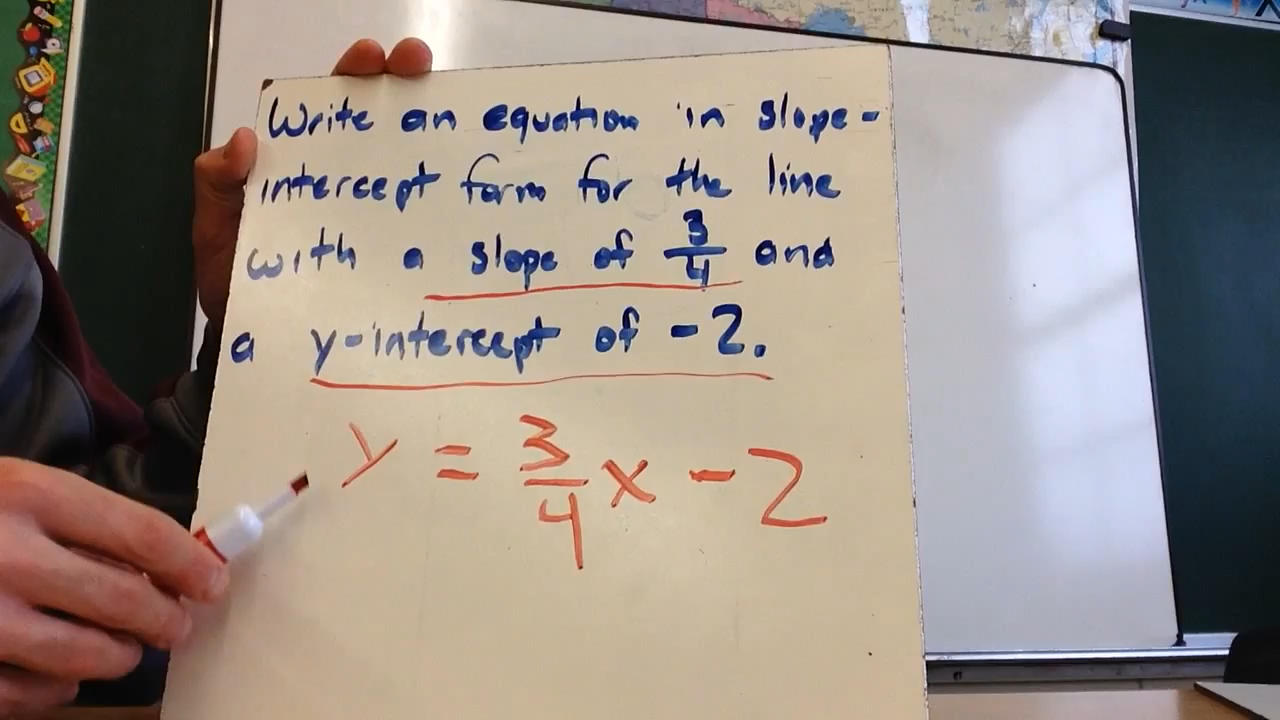 Write an equation in slope-
intercept form for the line
with a slope of 3/4 and
a y-intercept of -2.
y = 3/4 x - 2